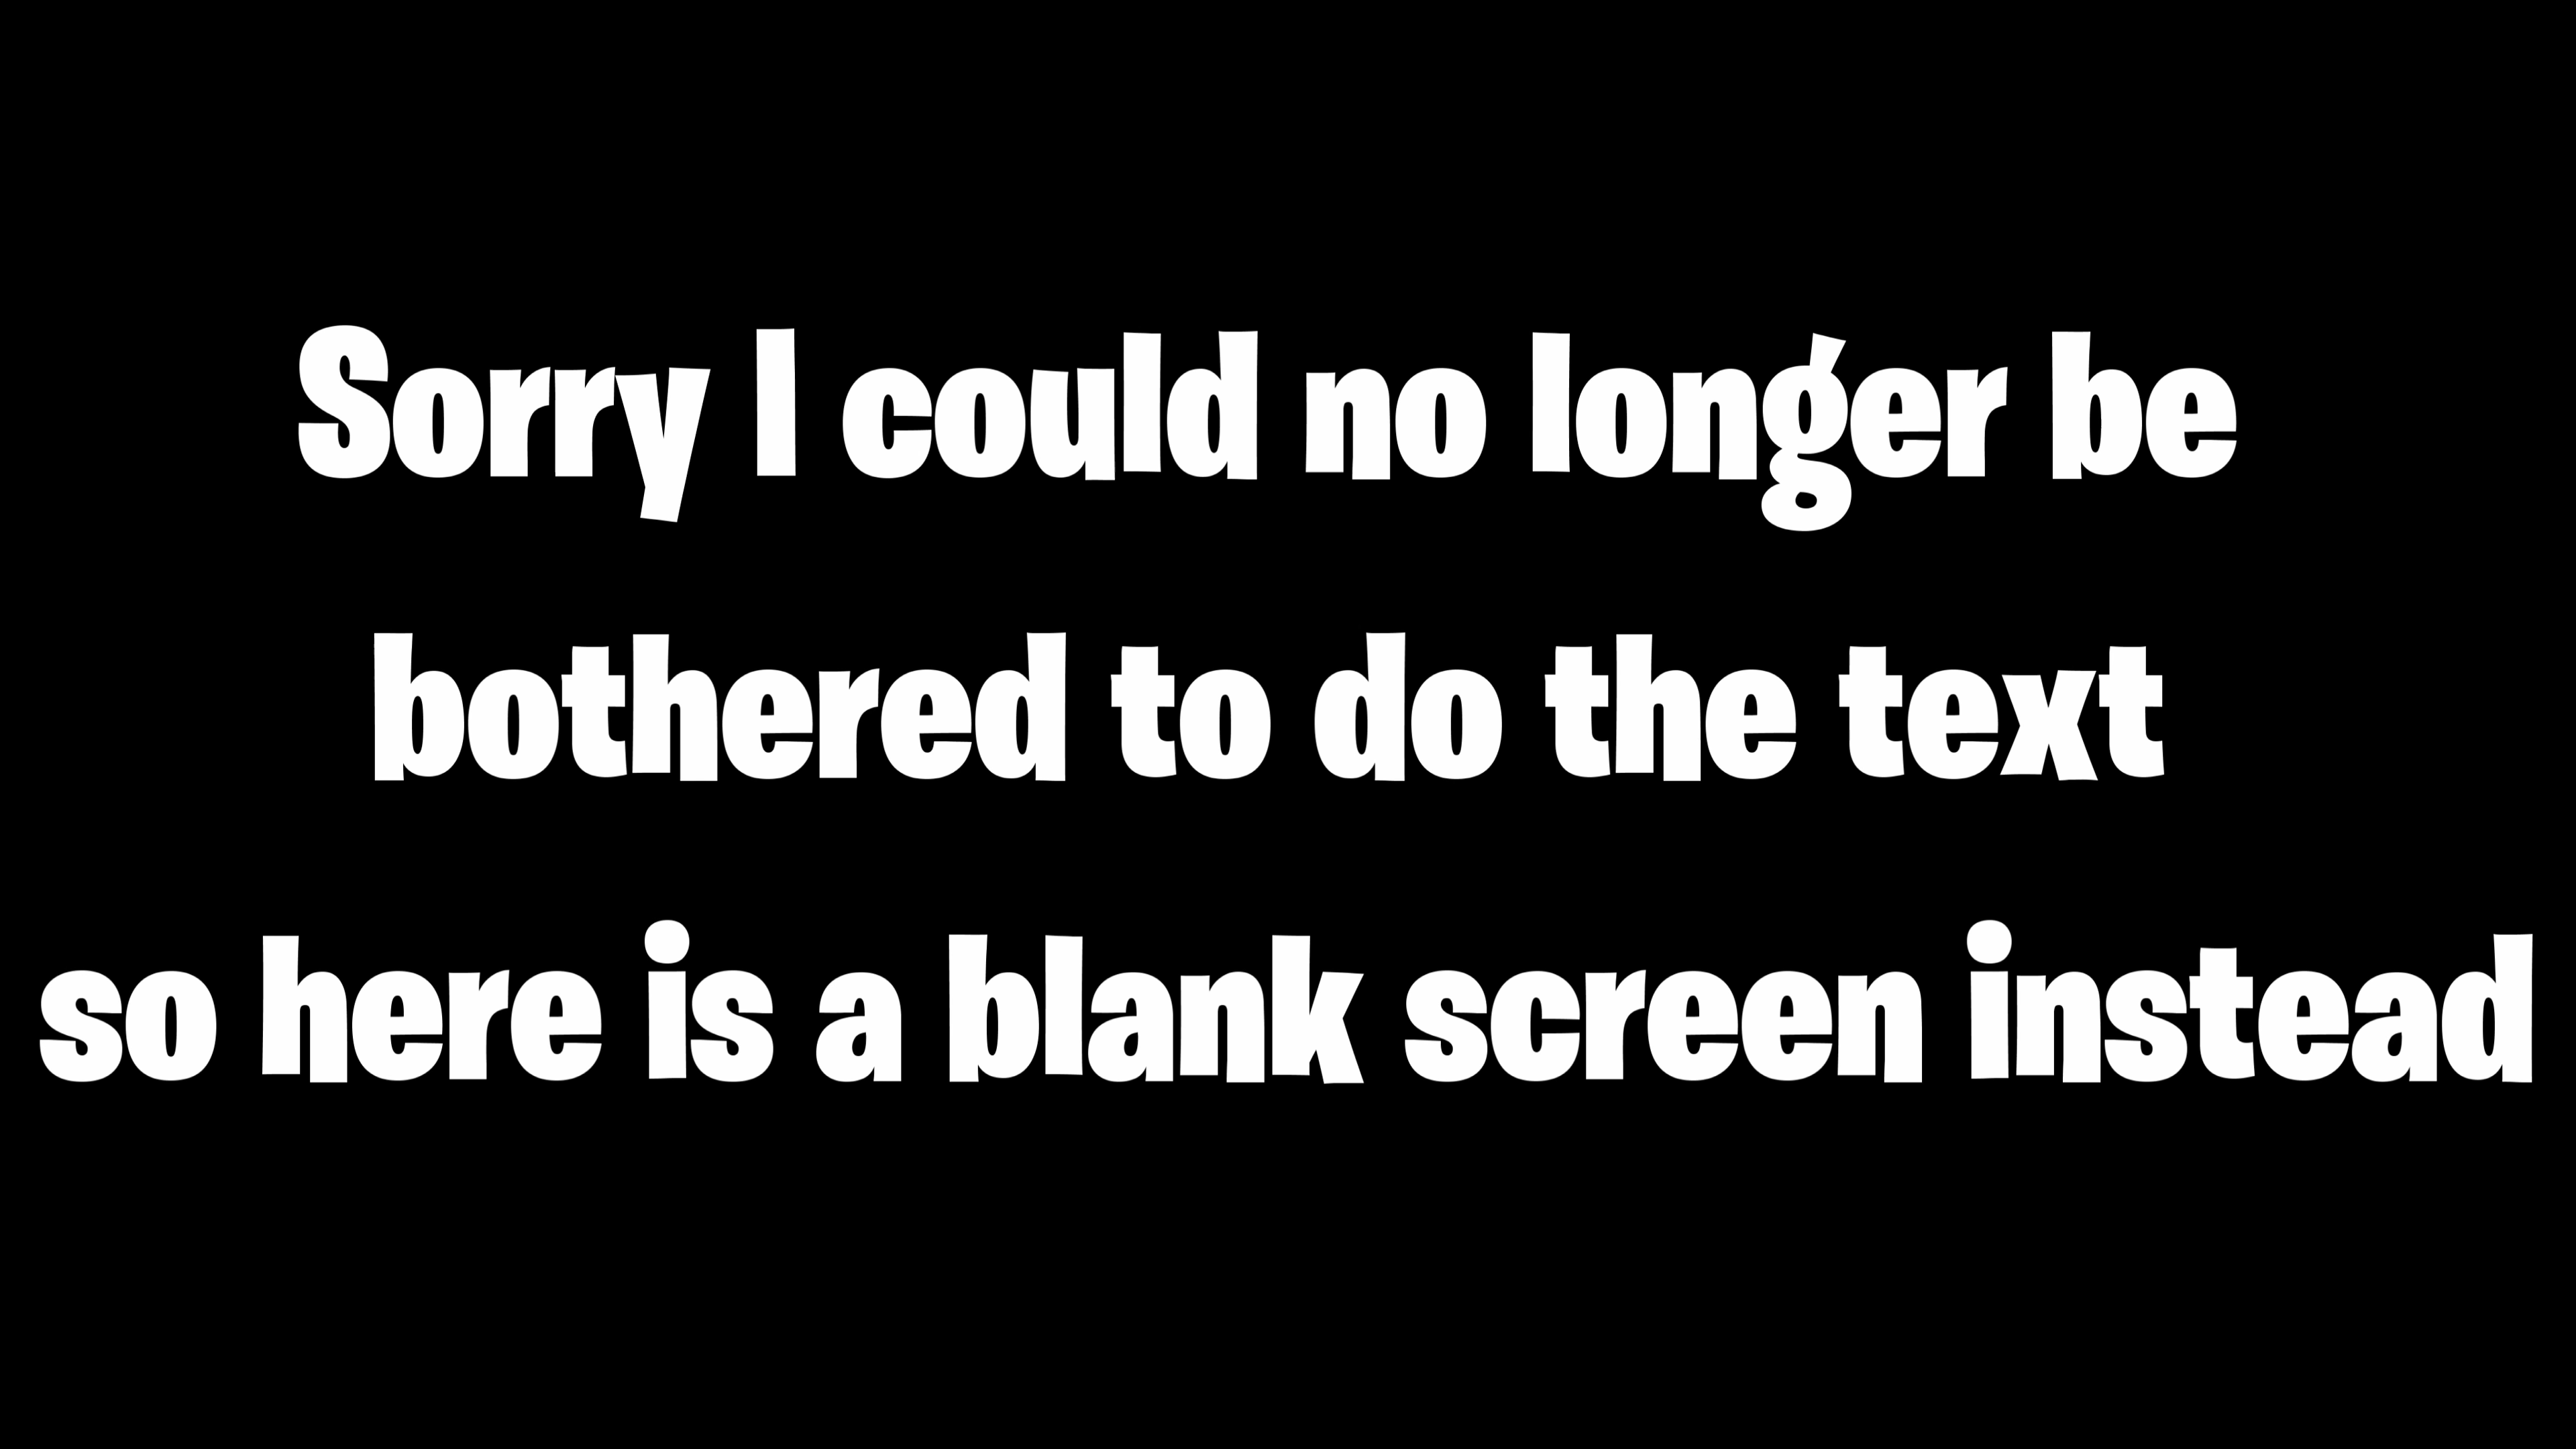 Sorry I could no longer be
bothered to do the text
so here is a blank screen instead